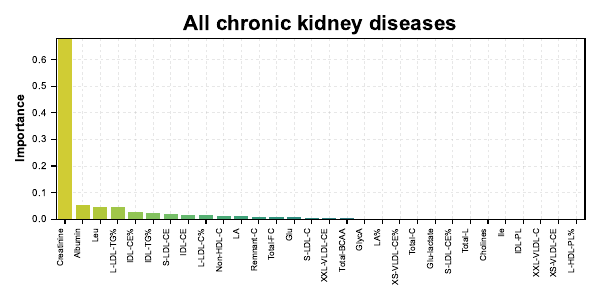 All chronic kidney diseases
Importance
0.6
0.5
0.4
0.3
0.2
0.1
0.0
Creatinine
Albumin
Leu
L-LDL-TG%
IDL-CE%
IDL-TG%
S-LDL-CE
IDL-CE
L-LDL-C%
Non-HDL-C
LA
Remnant-C
Total-FC
Glu
S-LDL-C
XXL-VLDL-CE
Total-BCAA
GlycA
LA%
XS-VLDL-CE%
Total-C
Glu-lactate
S-LDL-CE%
Total-L
Cholines
Ile
IDL-PL
XXL-VLDL-C
XS-VLDL-CE
L-HDL-PL%